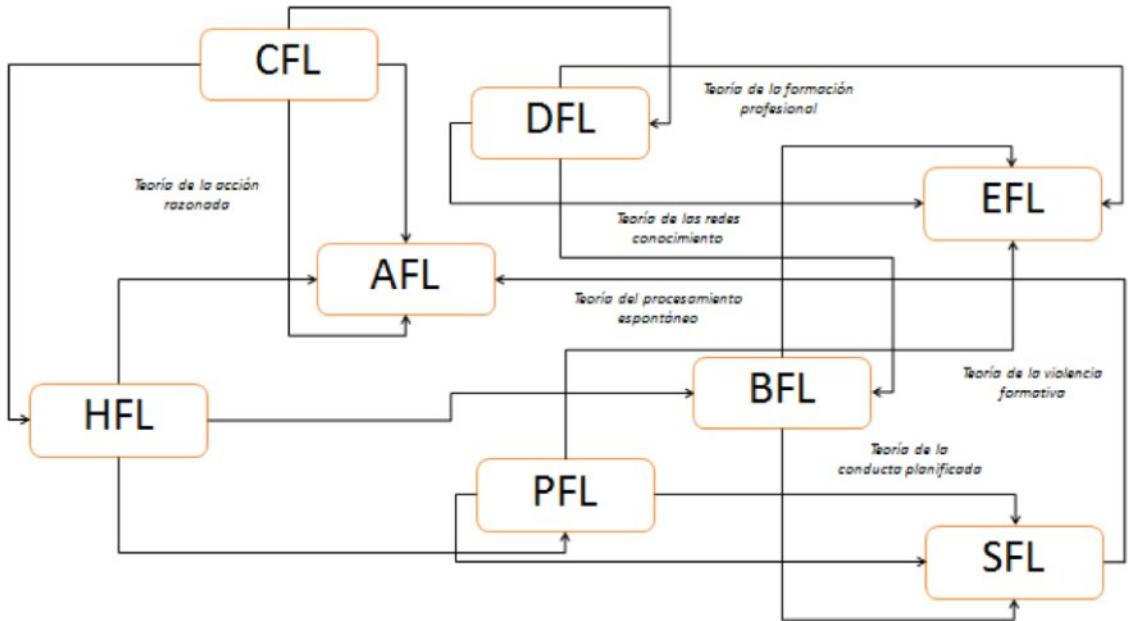 CFL
DFL
Teoría de la formación
profesional
Teoría de la acción
razonada
EFL
Teoría de las redes
conocimiento
AFL
Teoría del procesamiento
espontáneo
BFL
Teoría de la violencia
formativa
HFL
Teoría de la
conducta planificada
PFL
SFL